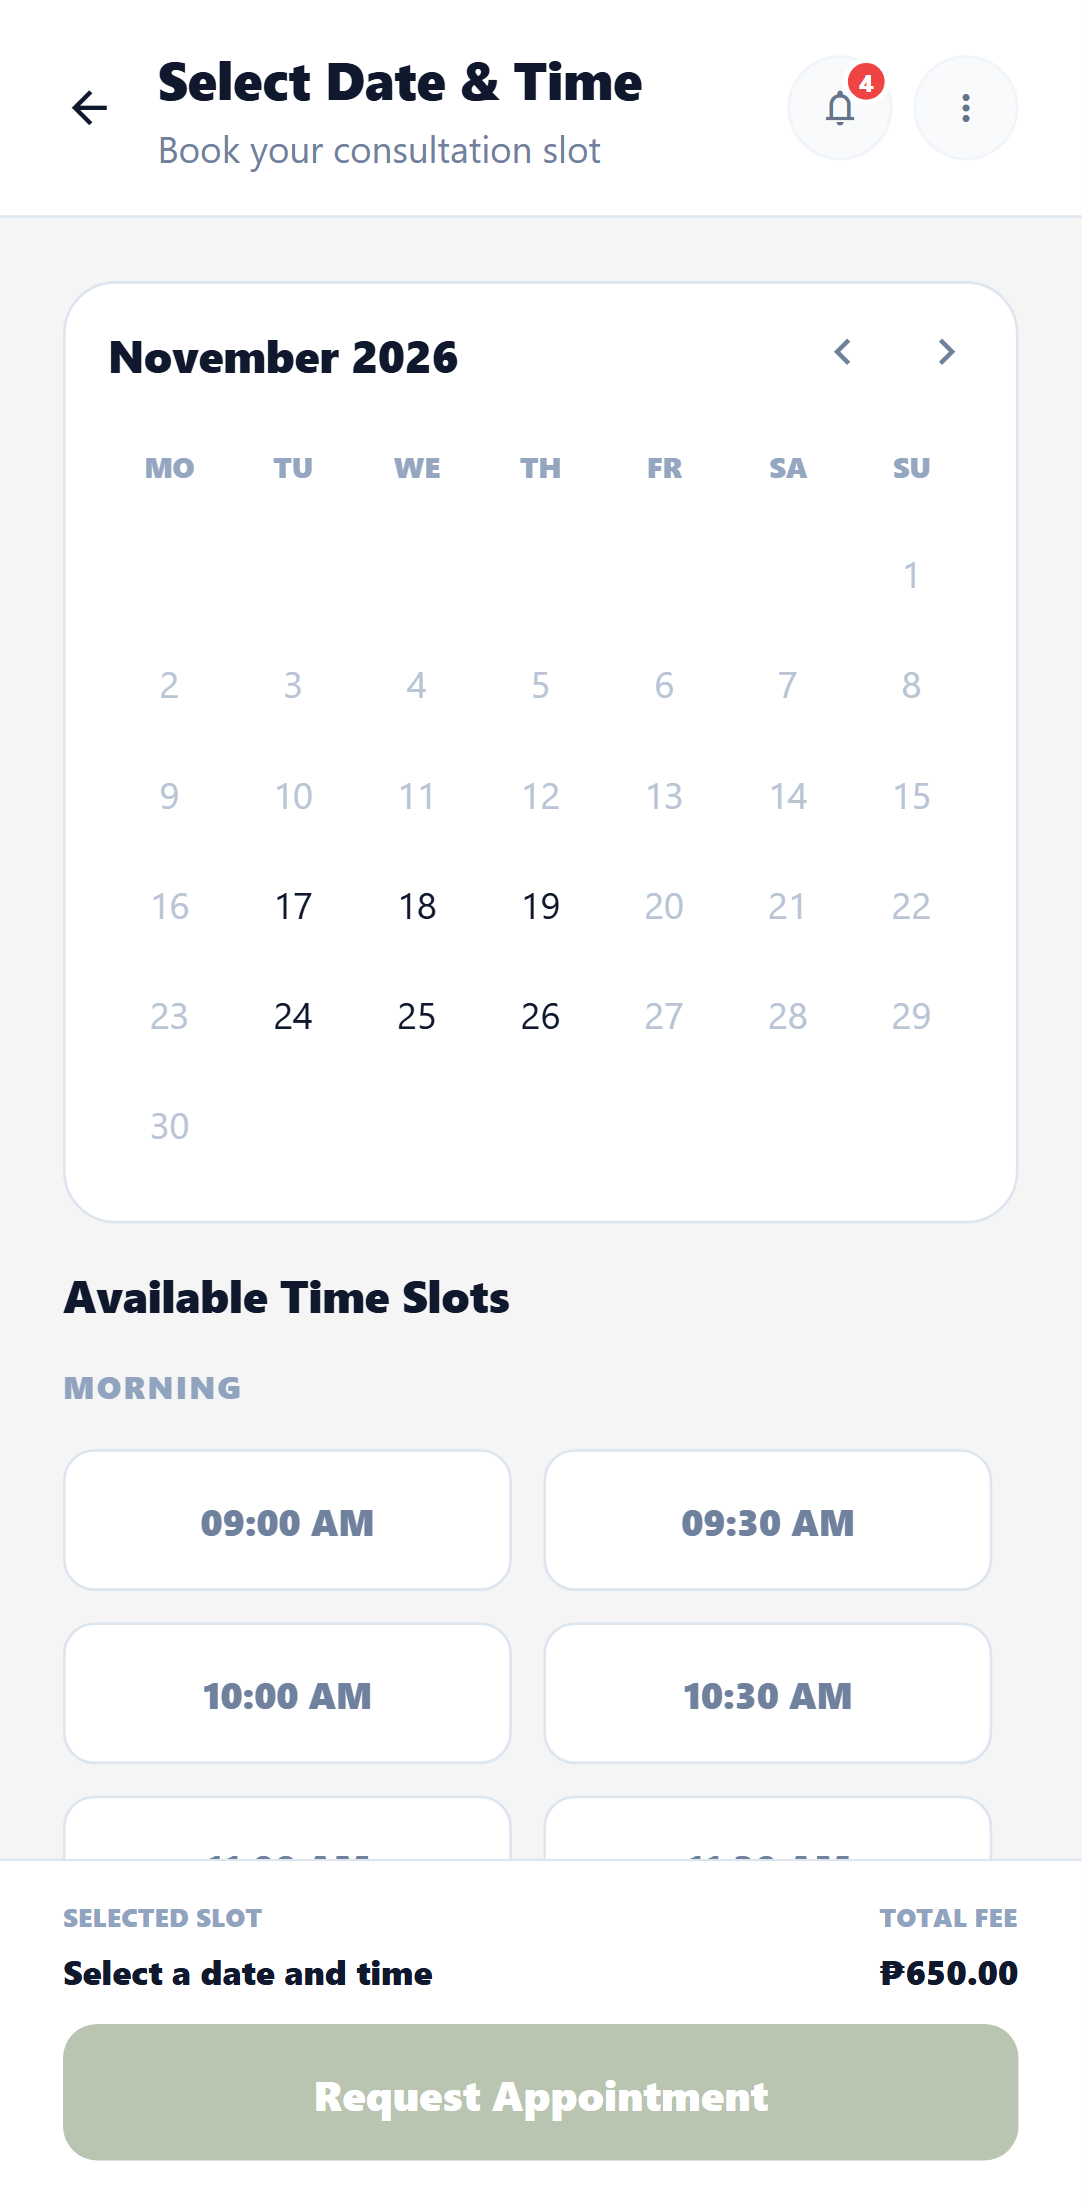 Select Date & Time
4
Book your consultation slot
November 2026
MO TU WE TH FR SA SU
1
2 3 4 5 6 7 8
9 10 11 12 13 14 15
16 17 18 19 20 21 22
23 24 25 26 27 28 29
30
Available Time Slots
MORNING
09:00 AM 09:30 AM
10:00 AM 10:30 AM
SELECTED SLOT TOTAL FEE
Select a date and time ₱650.00
Request Appointment